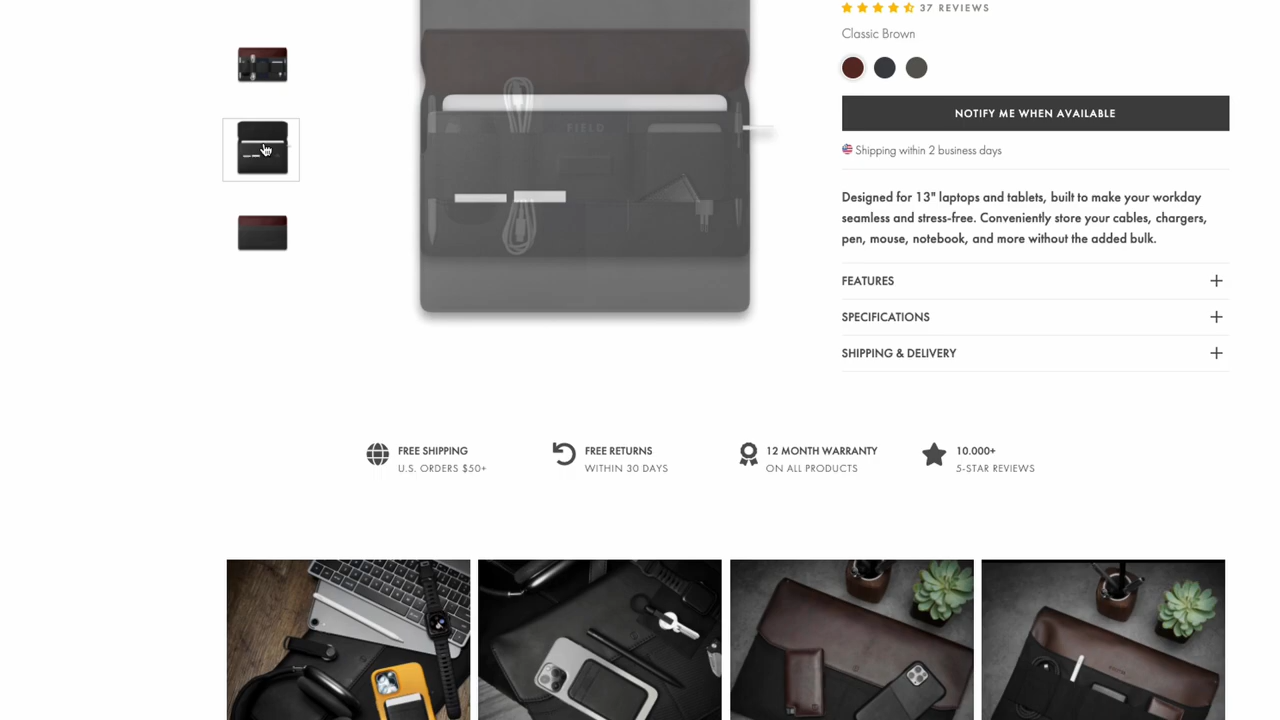 37 REVIEWS
Classic Brown
NOTIFY ME WHEN AVAILABLE
Shipping within 2 business days
Designed for 13" laptops and tablets, built to make your workday
seamless and stress-free. Conveniently store your cables, chargers,
pen, mouse, notebook, and more without the added bulk.
FEATURES
SPECIFICATIONS
SHIPPING & DELIVERY
FIELD
FREE SHIPPING
U.S. ORDERS $50+
FREE RETURNS
WITHIN 30 DAYS
12 MONTH WARRANTY
ON ALL PRODUCTS
10.000+
5-STAR REVIEWS